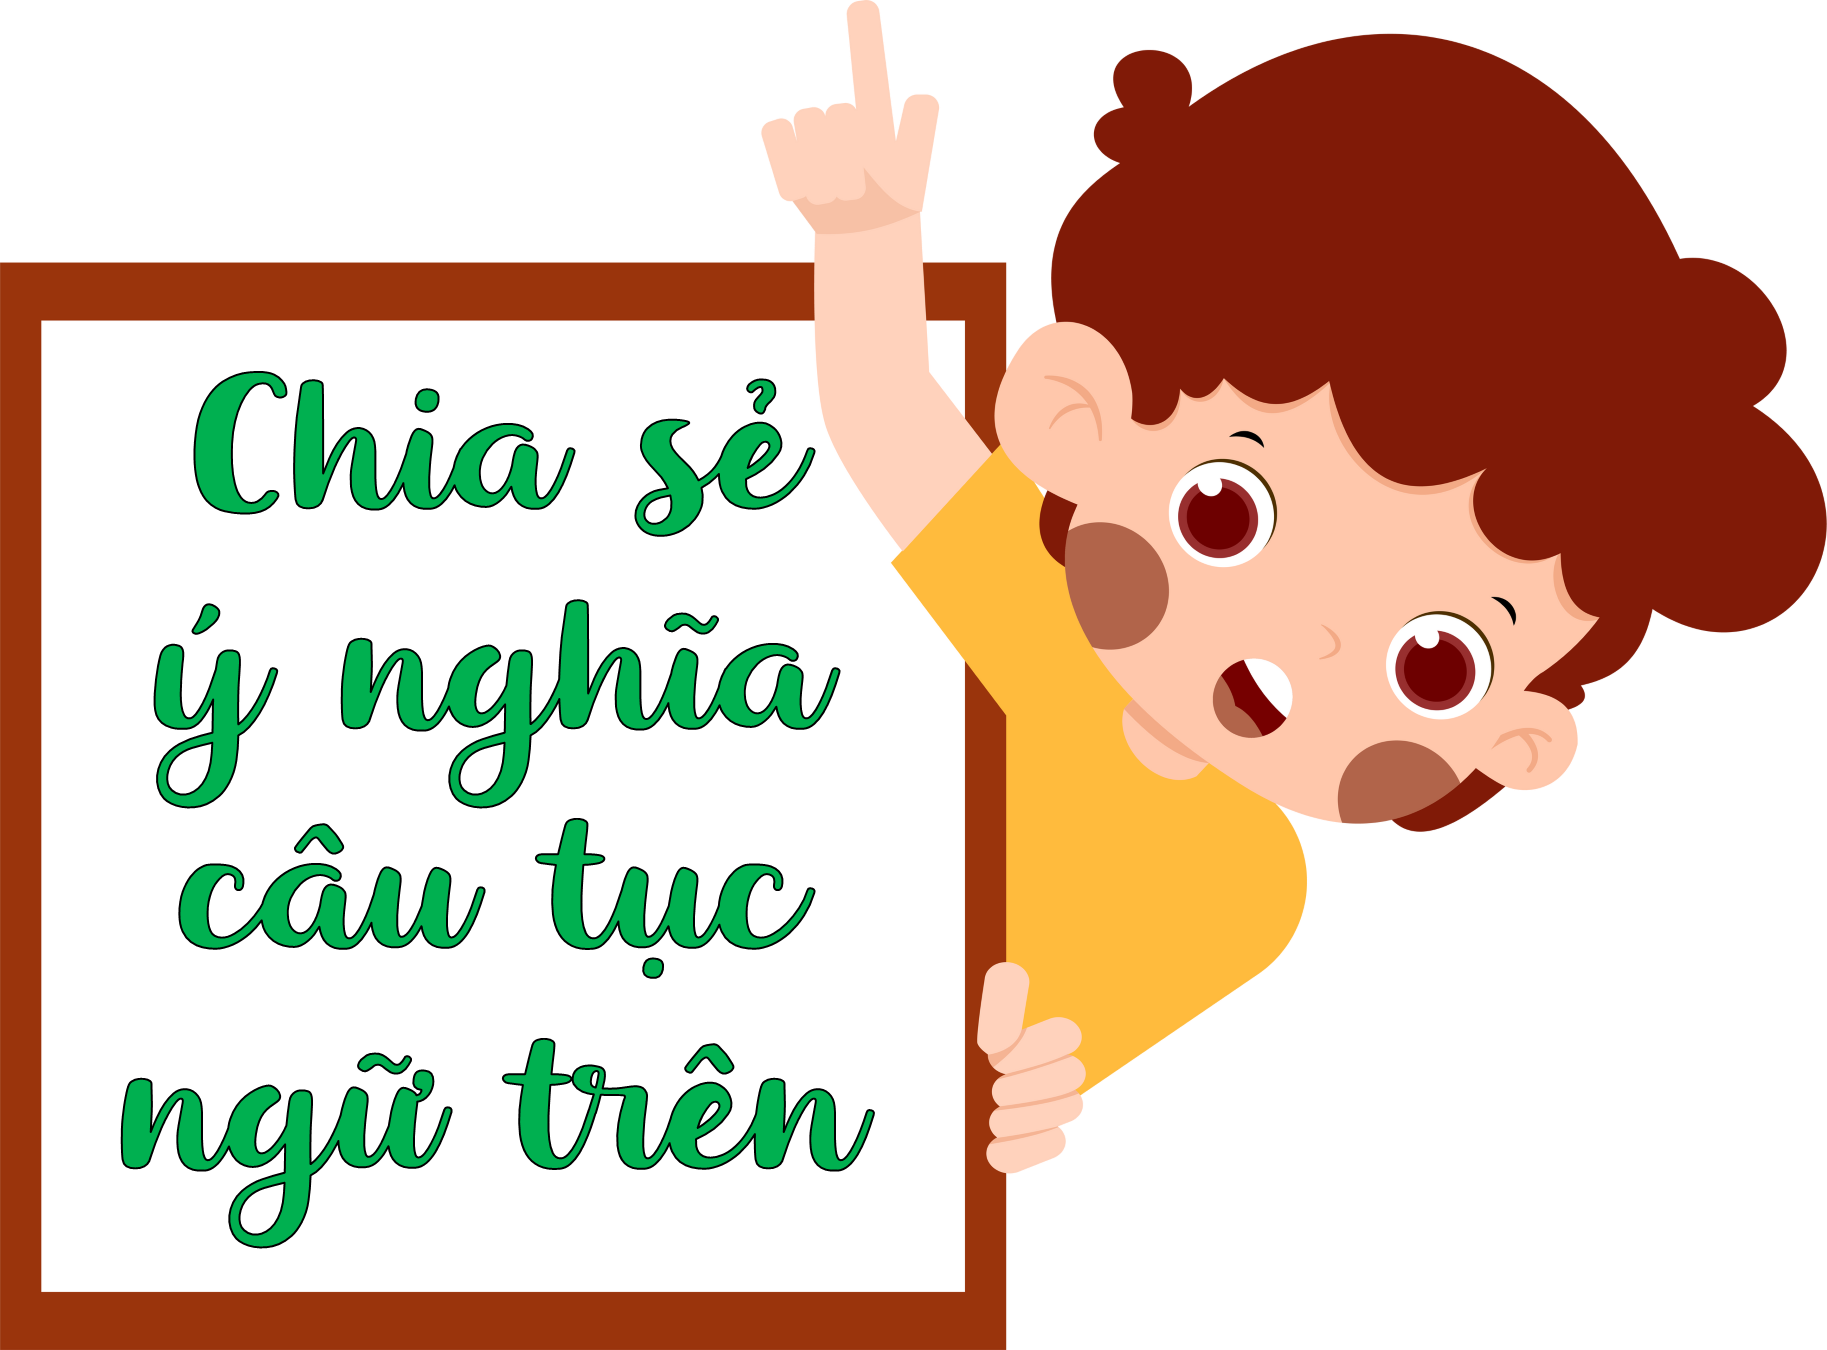 Chia sẻ
ý nghĩa
câu tục
ngữ trên